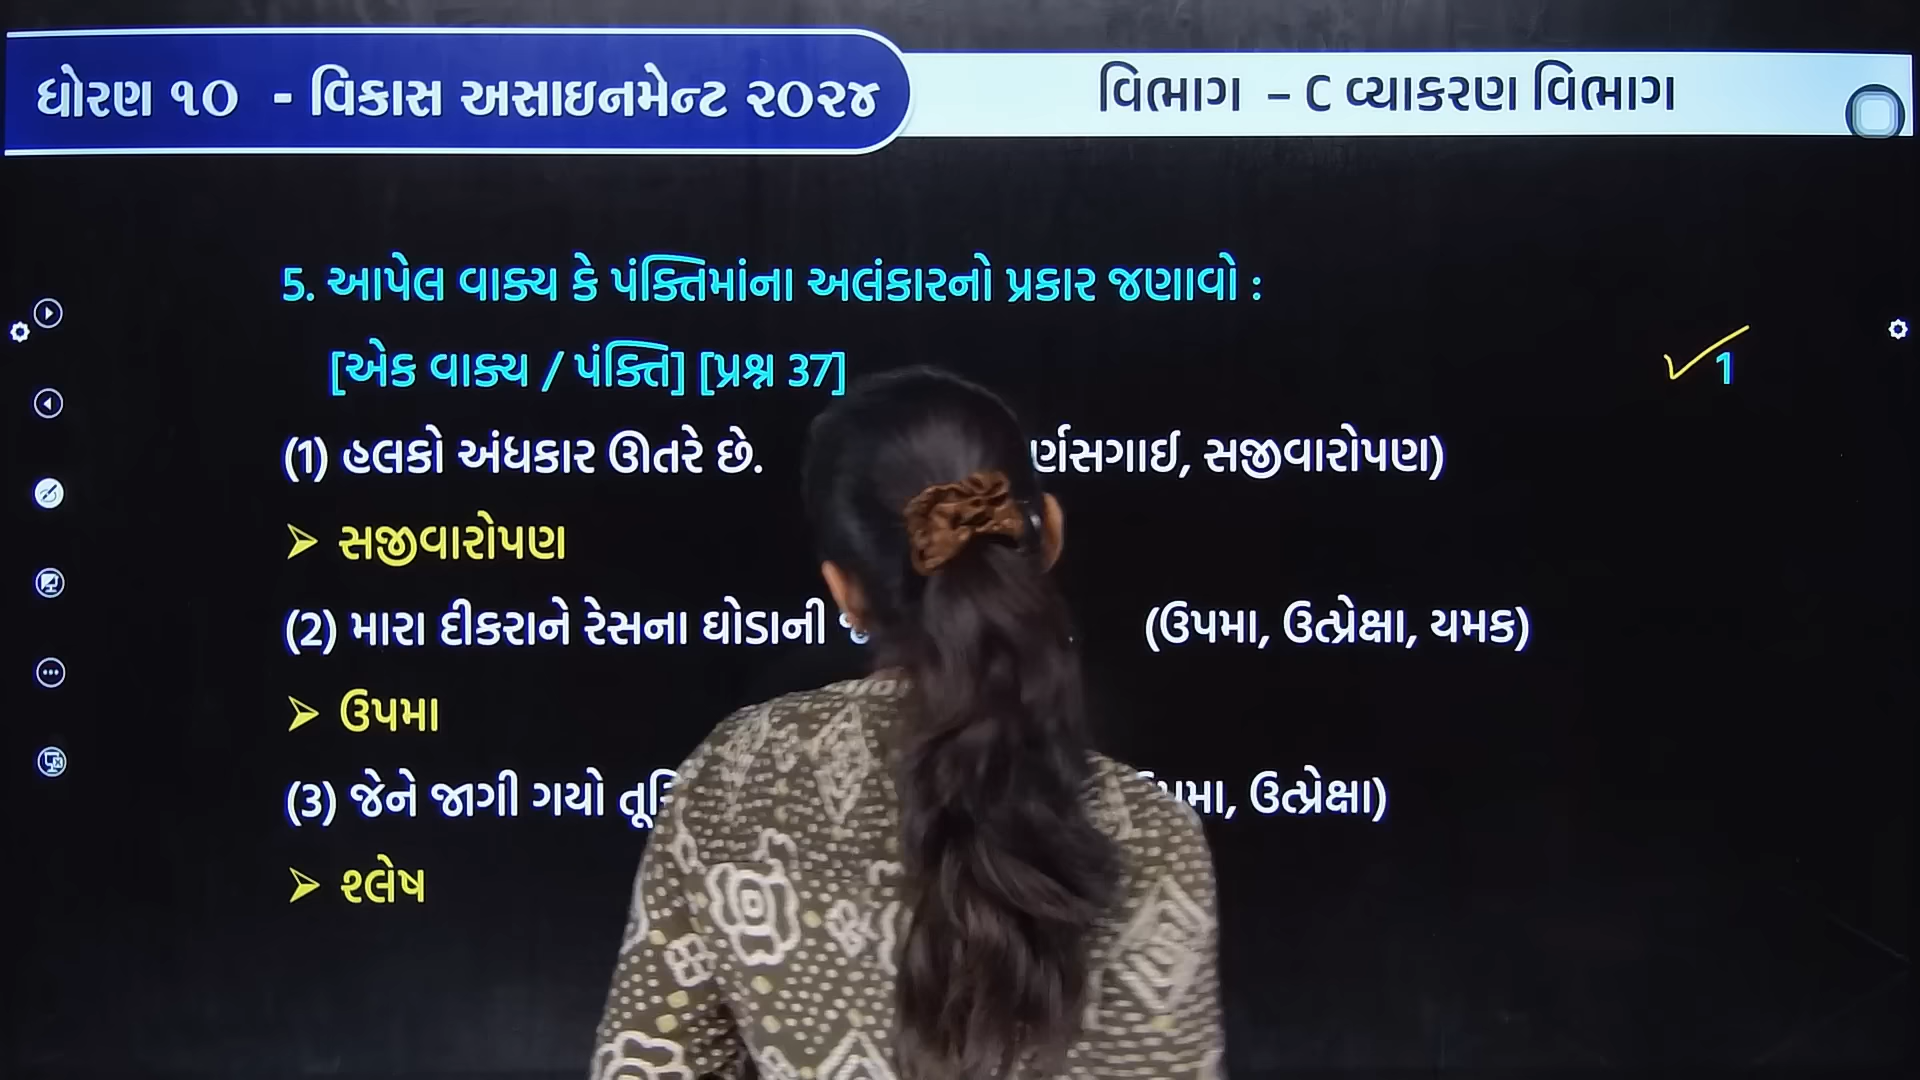 ધોરણ ૧૦ - વિકાસ અસાઇનમેન્ટ ૨૦૨૪
વિભાગ – C વ્યાકરણ વિભાગ
5. આપેલ વાક્ય કે પંક્તિમાંના અલંકારનો પ્રકાર જણાવો :
[એક વાક્ય / પંક્તિ] [પ્રશ્ન 37] 1
(1) હલકો અંધકાર ઊતરે છે. સજીવારોપણ)
➢ સજીવારોપણ
(2) મારા દીકરાને રેસના ઘોડાની (ઉપમા, ઉત્પ્રેક્ષા, યમક)
➢ ઉપમા
(3) જેને જાગી ગયો ઉત્પ્રેક્ષા)
➢ શ્લેષ